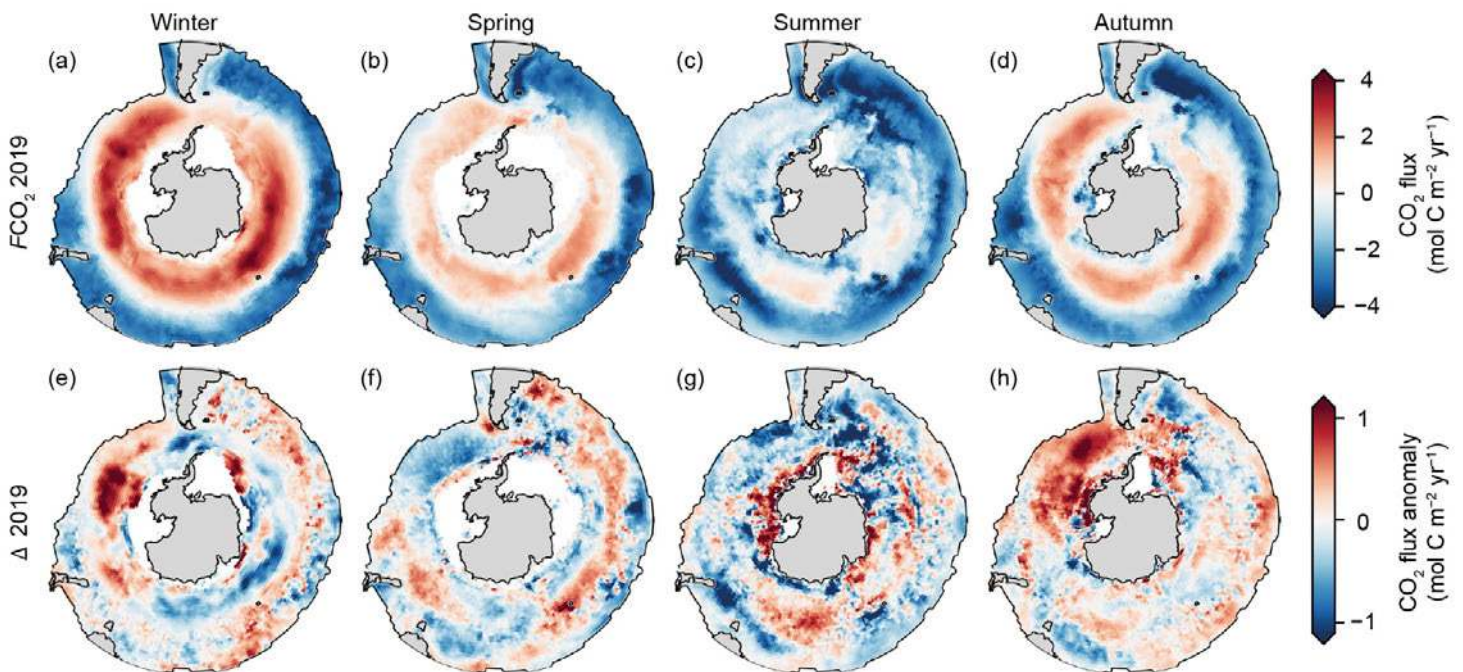 Winter Spring Summer Autumn
(a) (b) (c) (d)
FCO₂ 2019
4
2
0
−2
−4
CO₂ flux
(mol C m⁻² yr⁻¹)
(e) (f) (g) (h)
Δ 2019
1
0
−1
CO₂ flux anomaly
(mol C m⁻² yr⁻¹)